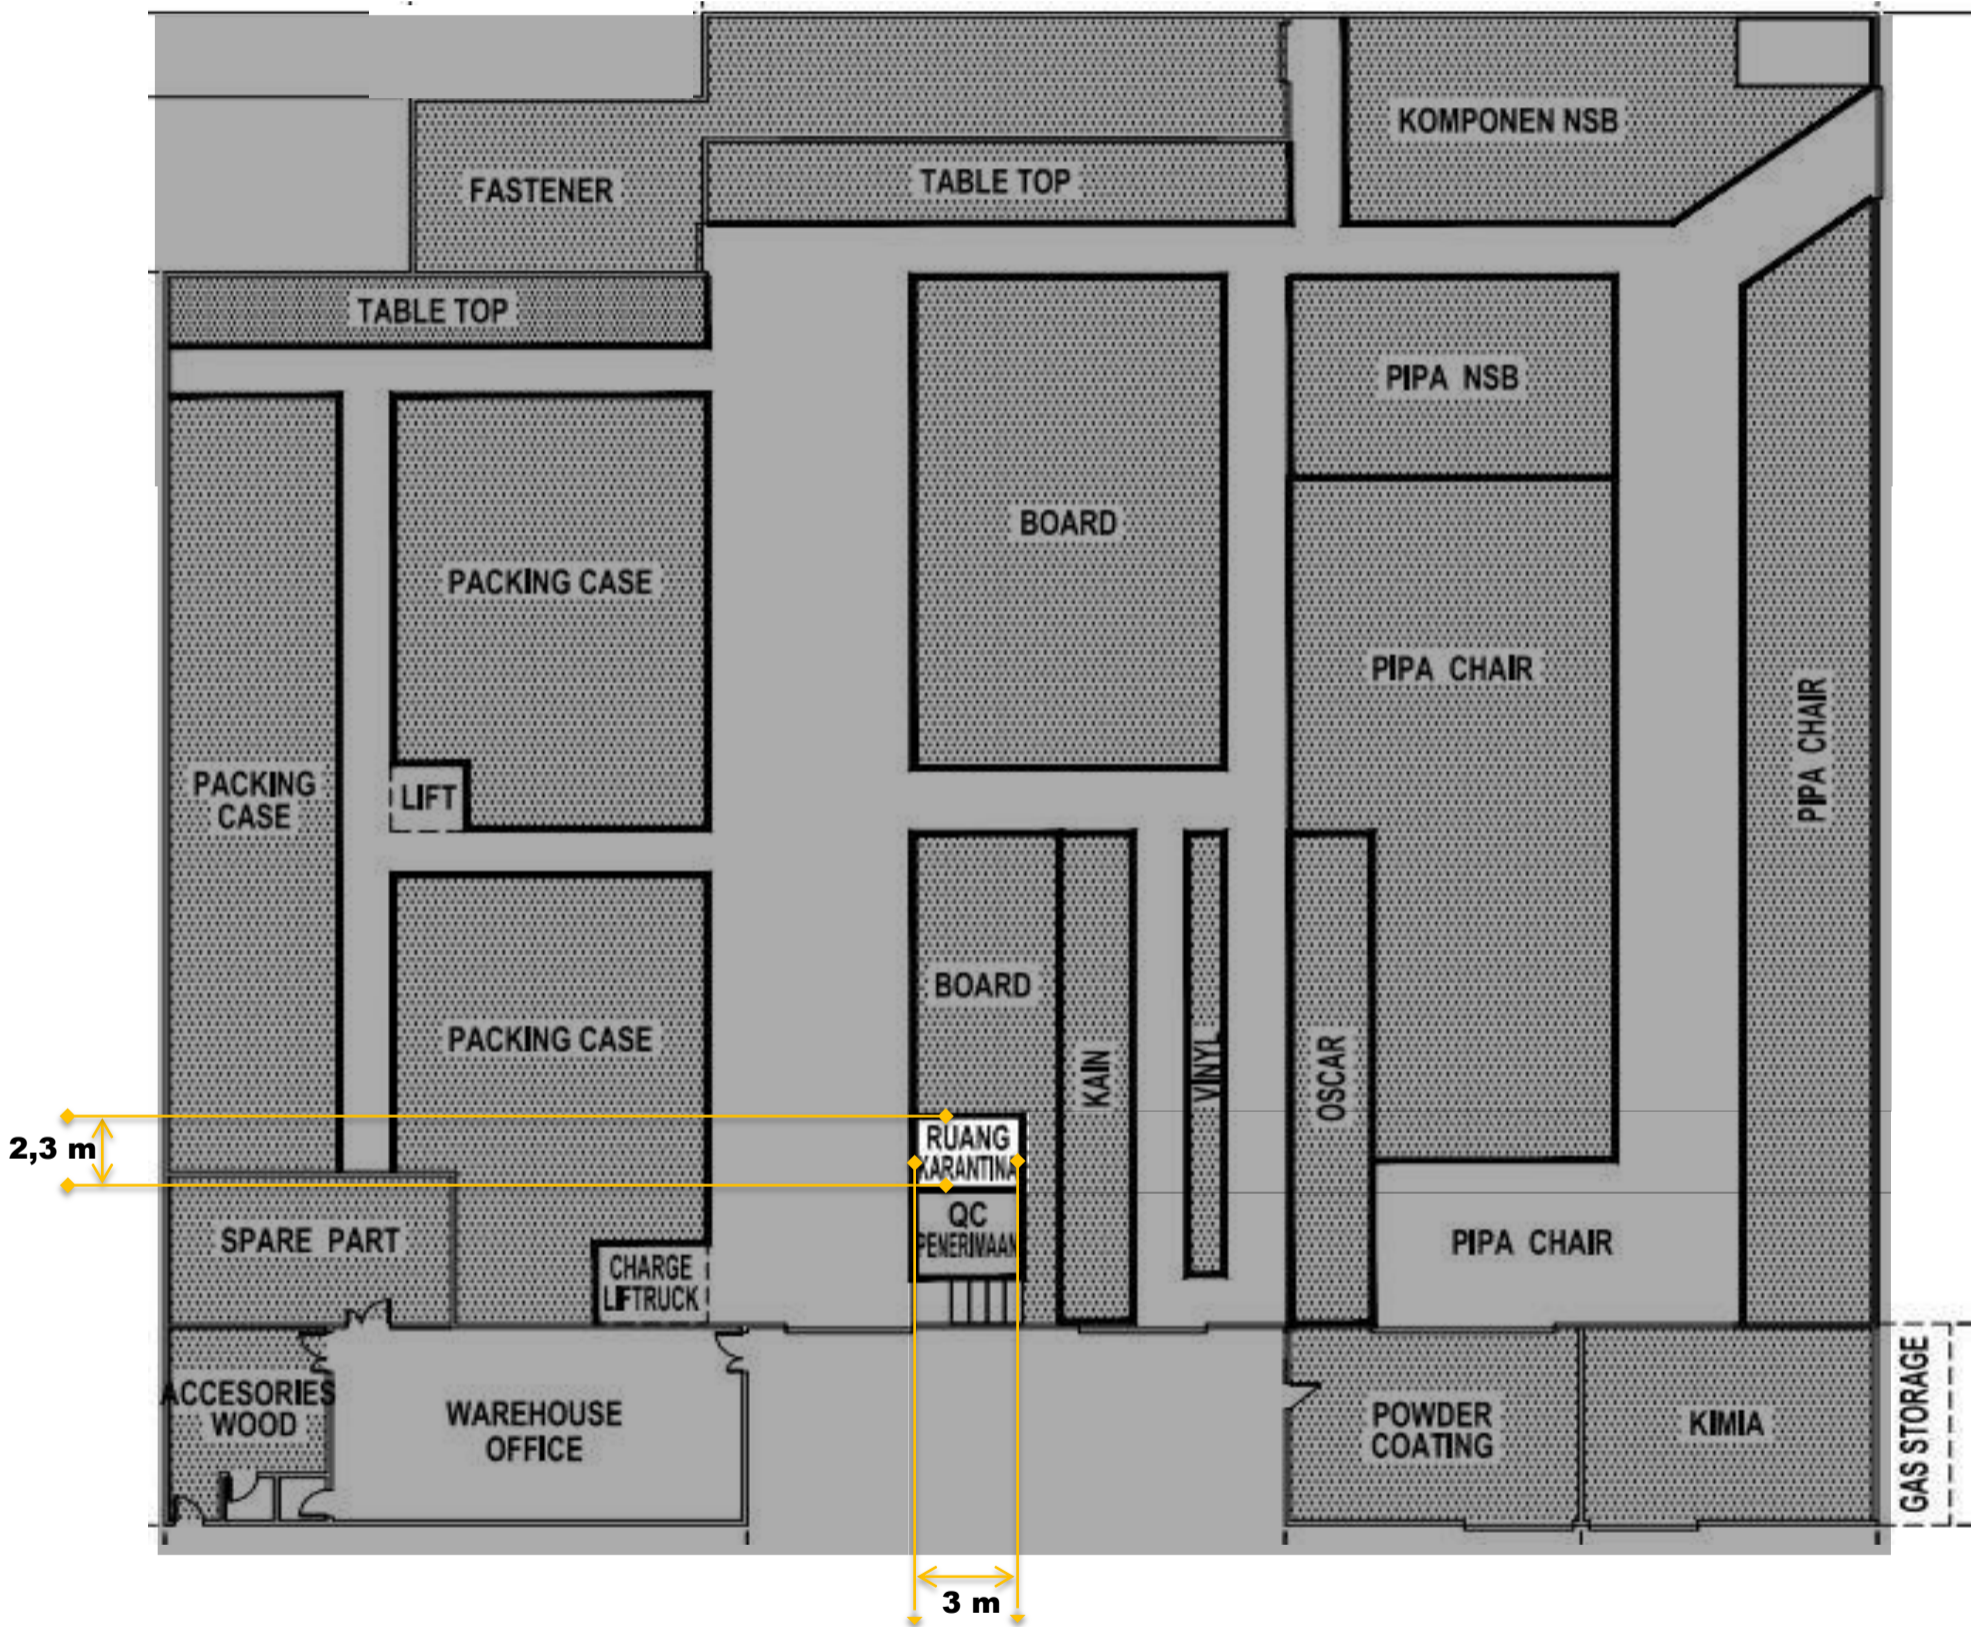 KOMPONEN NSB
TABLE TOP
FASTENER
TABLE TOP
PIPA NSB
BOARD
PACKING CASE
PIPA CHAIR
PIPA CHAIR
PACKING
CASE
LIFT
BOARD
PACKING CASE
KAIN
VINYL
OSCAR
2,3 m
RUANG
KARANTINA
QC
PENERIMAAN
SPARE PART
PIPA CHAIR
CHARGE
LIFTRUCK
ACCESORIES
WOOD
WAREHOUSE
OFFICE
POWDER
COATING
KIMIA
GAS STORAGE
3 m